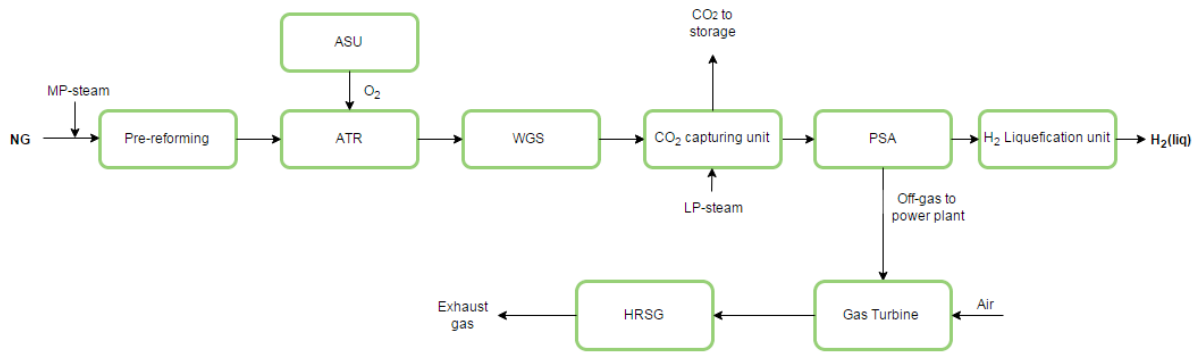 CO2 to
storage
ASU
MP-steam
O2
NG
Pre-reforming
ATR
WGS
CO2 capturing unit
PSA
H2 Liquefication unit
H2(liq)
LP-steam
Off-gas to
power plant
Exhaust
gas
HRSG
Gas Turbine
Air